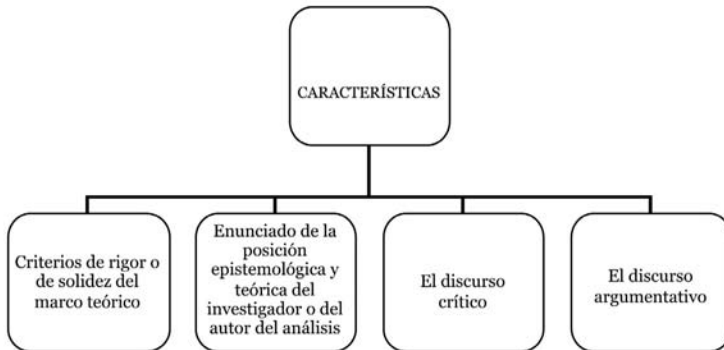 CARACTERÍSTICAS
Criterios de rigor o
de solidez del
marco teórico
Enunciado de la
posición
epistemológica y
teórica del
investigador o del
autor del análisis
El discurso
crítico
El discurso
argumentativo